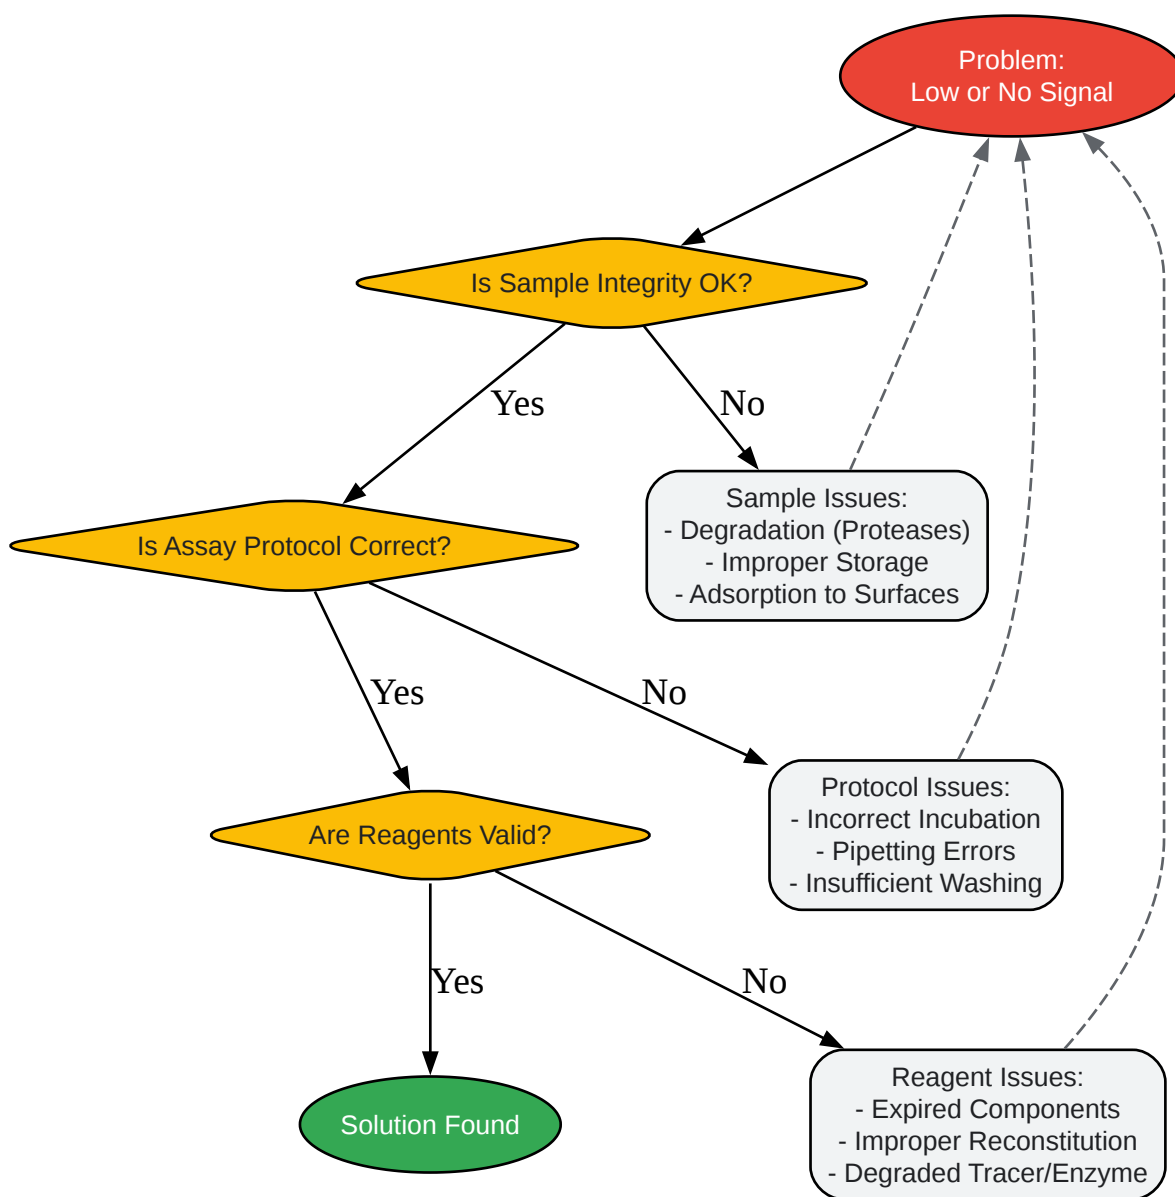 Problem:
Low or No Signal
Is Sample Integrity OK?
Yes
No
Sample Issues:
- Degradation (Proteases)
- Improper Storage
- Adsorption to Surfaces
Is Assay Protocol Correct?
Yes
No
Protocol Issues:
- Incorrect Incubation
- Pipetting Errors
- Insufficient Washing
Are Reagents Valid?
Yes
No
Solution Found
Reagent Issues:
- Expired Components
- Improper Reconstitution
- Degraded Tracer/Enzyme